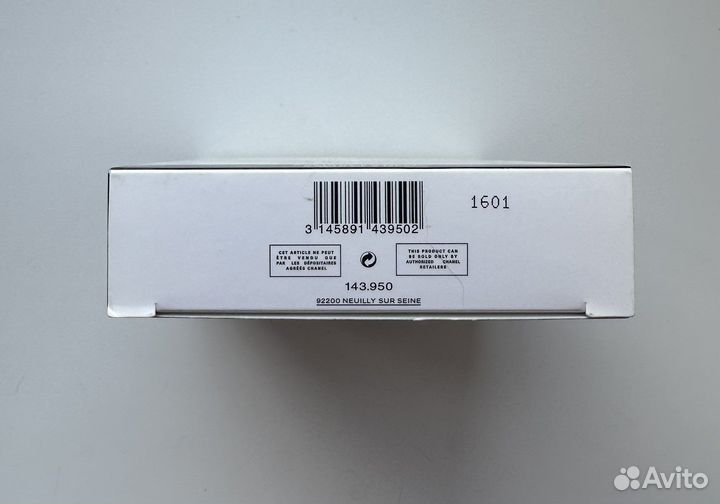 1601
3 145891 439502
CET ARTICLE NE PEUT
ÊTRE VENDU QUE
PAR LES DÉPOSITAIRES
AGRÉÉS CHANEL
THIS PRODUCT CAN
BE SOLD ONLY BY
AUTHORIZED CHANEL
RETAILERS
143.950
92200 NEUILLY SUR SEINE
Avito